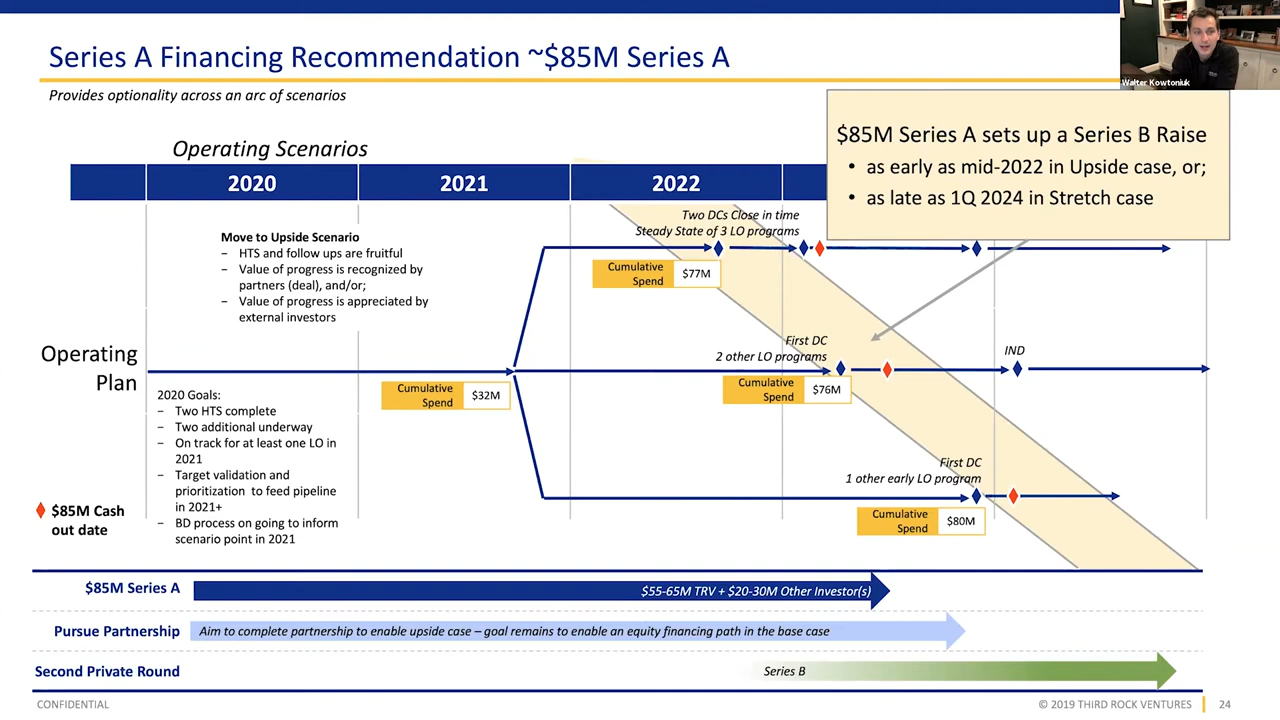 Series A Financing Recommendation ~$85M Series A
Walter Kowtoniuk
Provides optionality across an arc of scenarios
$85M Series A sets up a Series B Raise
• as early as mid-2022 in Upside case, or;
• as late as 1Q 2024 in Stretch case
Operating Scenarios
2020
2021
2022
Two DCs Close in time
Steady State of 3 LO programs
Move to Upside Scenario
− HTS and follow ups are fruitful
− Value of progress is recognized by
partners (deal), and/or;
− Value of progress is appreciated by
external investors
Cumulative
Spend
$77M
Operating
Plan
First DC
2 other LO programs
IND
Cumulative
Spend
$32M
Cumulative
Spend
$76M
2020 Goals:
− Two HTS complete
− Two additional underway
− On track for at least one LO in
2021
− Target validation and
prioritization to feed pipeline
in 2021+
− BD process on going to inform
scenario point in 2021
First DC
1 other early LO program
Cumulative
Spend
$80M
$85M Cash
out date
$85M Series A
$55-65M TRV + $20-30M Other Investor(s)
Pursue Partnership
Aim to complete partnership to enable upside case – goal remains to enable an equity financing path in the base case
Second Private Round
Series B
CONFIDENTIAL
© 2019 THIRD ROCK VENTURES
24